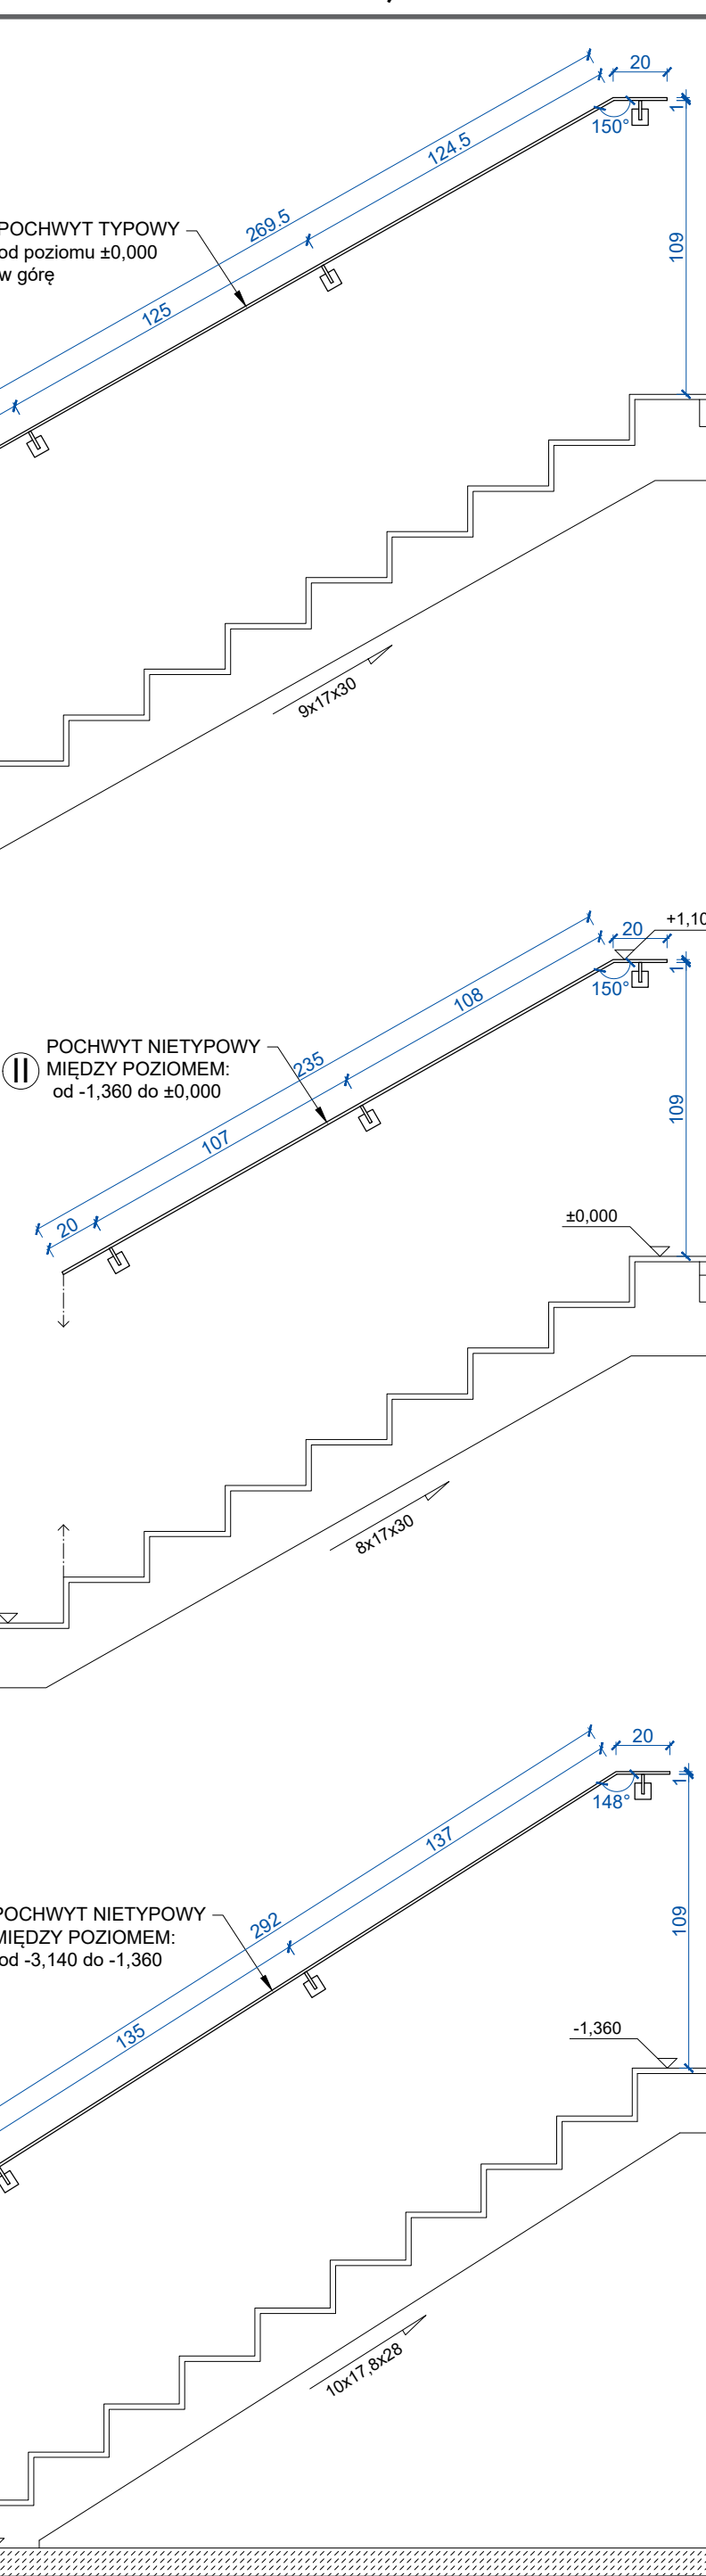 20
150°
1
124.5
269.5
109
POCHWYT TYPOWY
od poziomu ±0,000
w górę
125
9x17x30
+1,10
20
150°
1
108
235
POCHWYT NIETYPOWY
MIĘDZY POZIOMEM:
od -1,360 do ±0,000
II
107
109
20
±0,000
8x17x30
20
148°
1
137
292
POCHWYT NIETYPOWY
MIĘDZY POZIOMEM:
od -3,140 do -1,360
109
135
-1,360
10x17,8x28